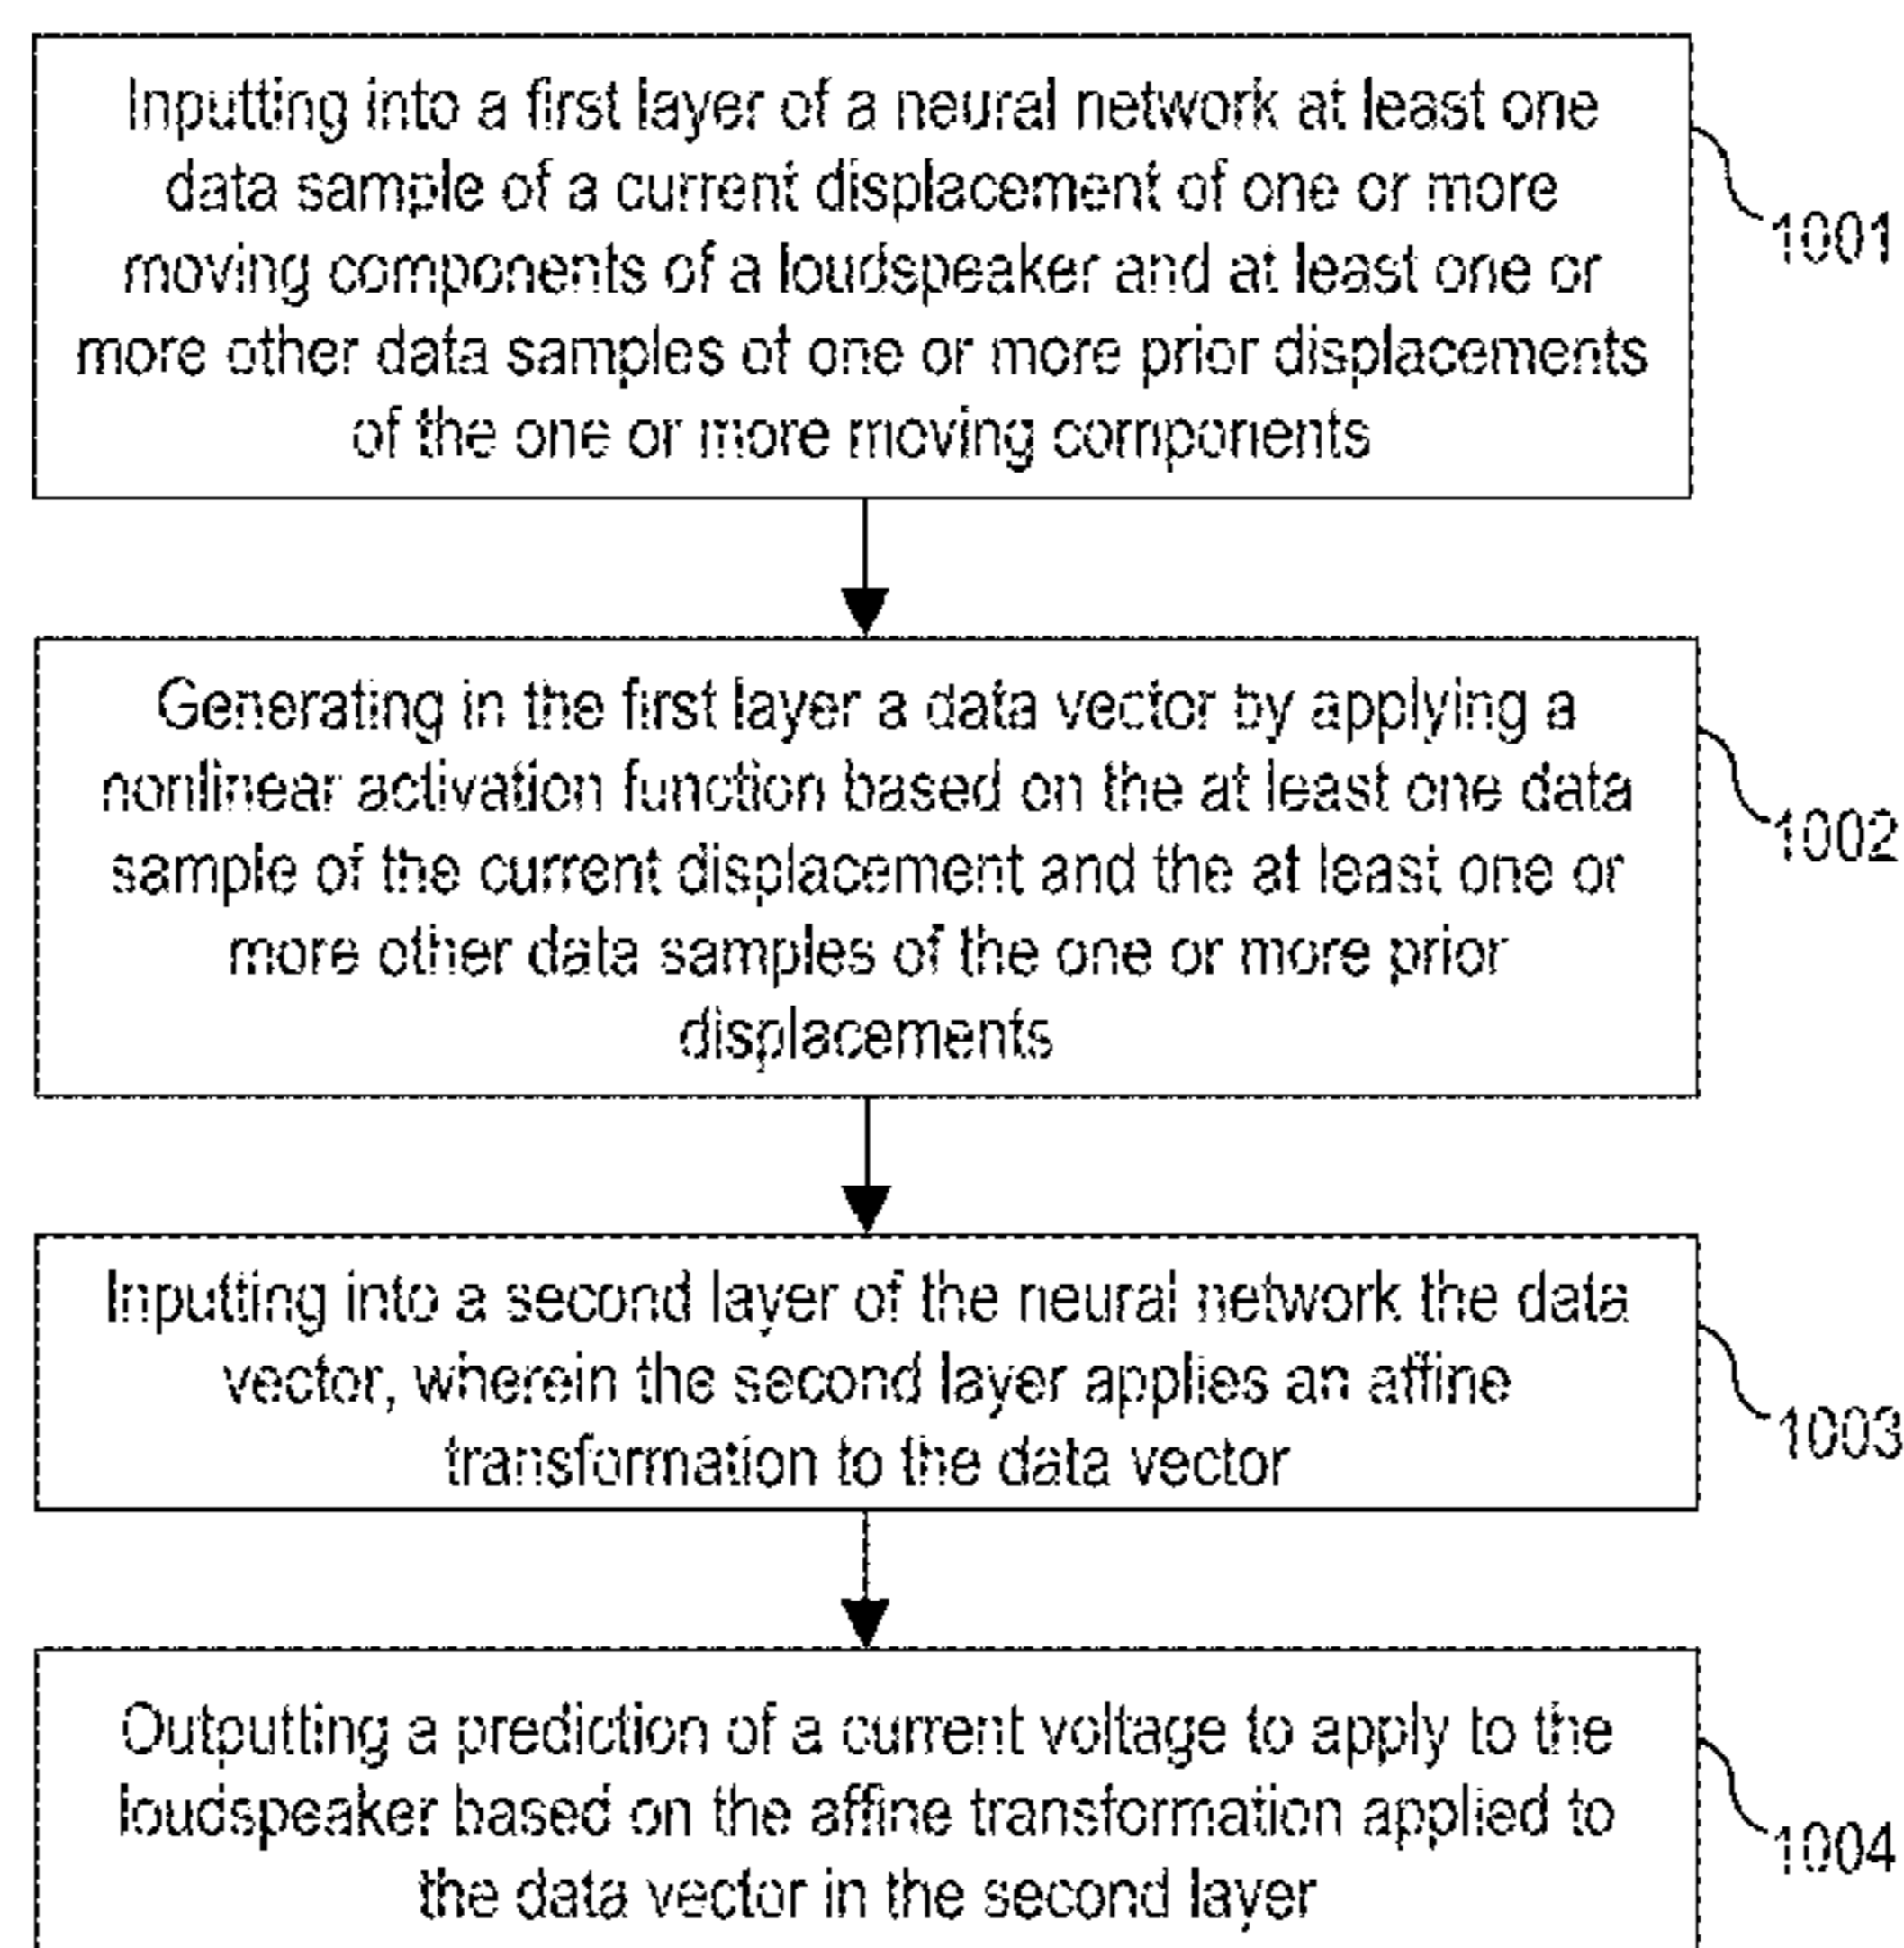 Inputting into a first layer of a neural network at least one
data sample of a current displacement of one or more
moving components of a loudspeaker and at least one or
more other data samples of one or more prior displacements
of the one or more moving components
1001
Generating in the first layer a data vector by applying a
nonlinear activation function based on the at least one data
sample of the current displacement and the at least one or
more other data samples of the one or more prior
displacements
1002
Inputting into a second layer of the neural network the data
vector, wherein the second layer applies an affine
transformation to the data vector
1003
Outputting a prediction of a current voltage to apply to the
loudspeaker based on the affine transformation applied to
the data vector in the second layer
1004